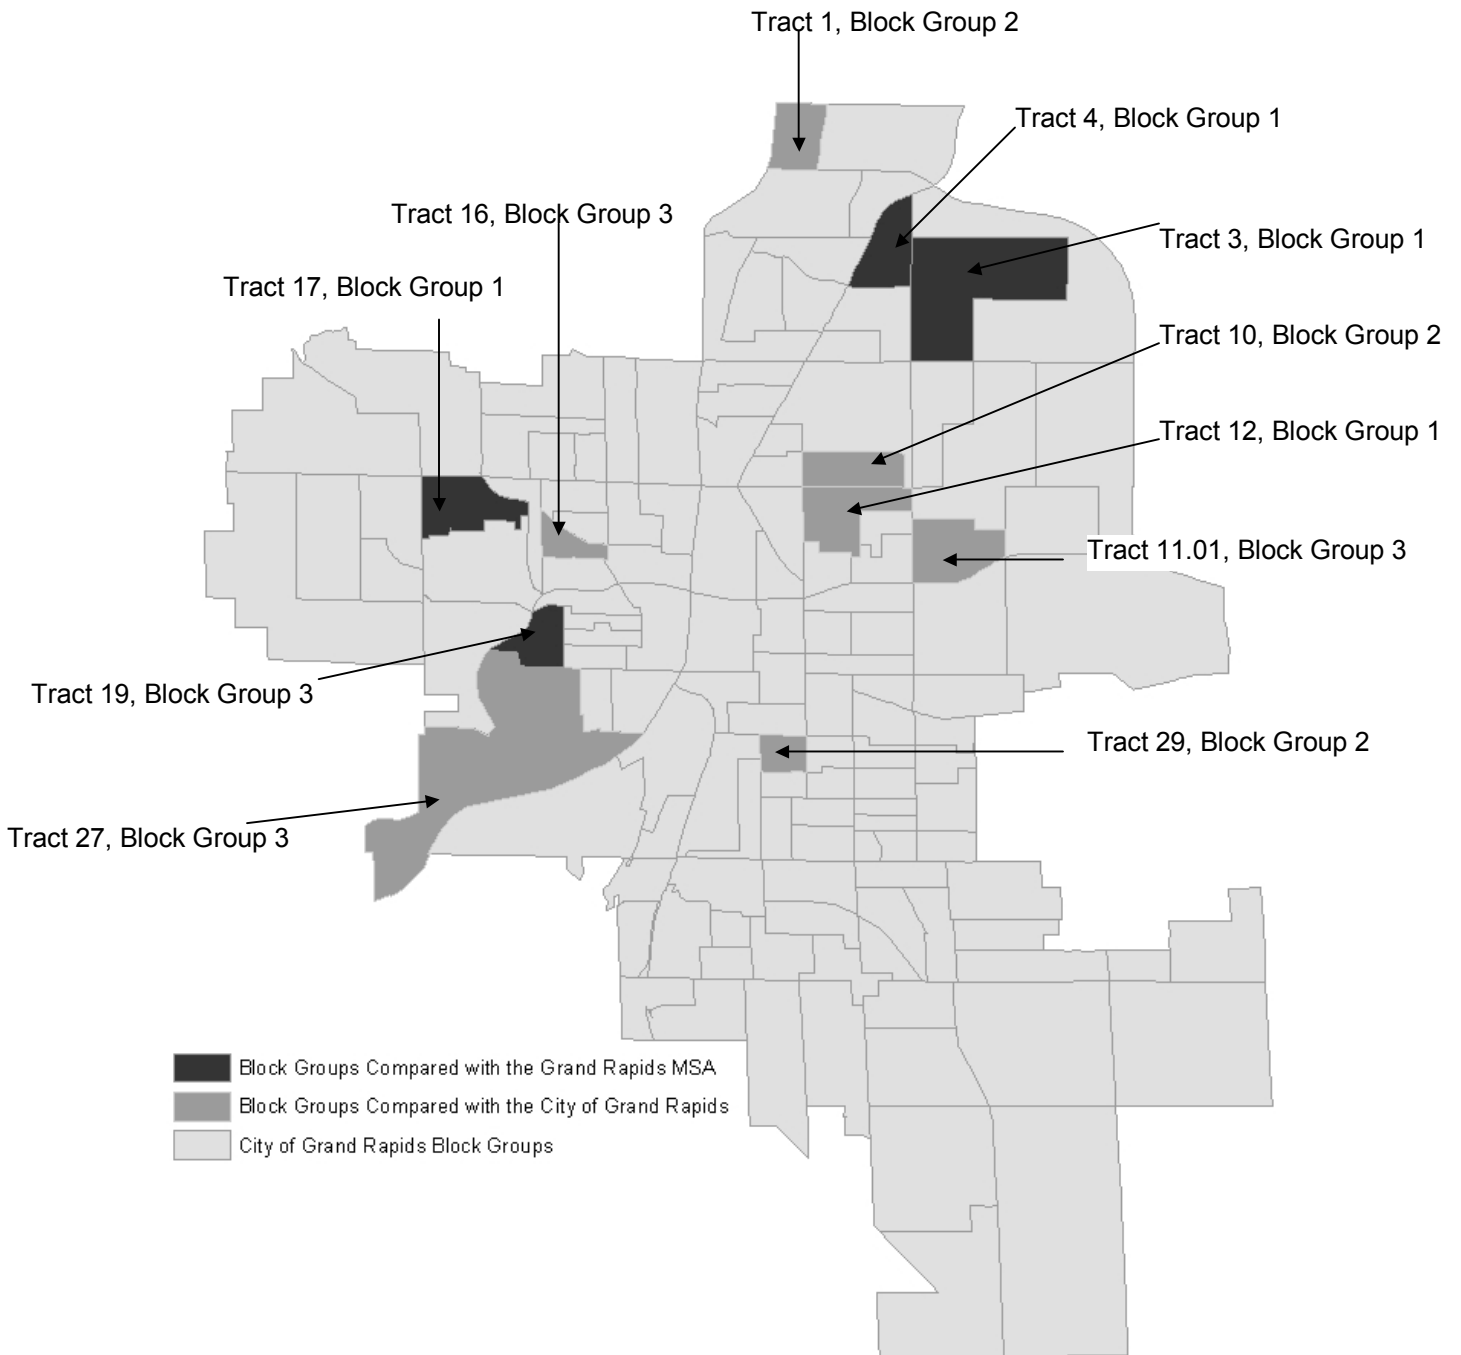 Tract 1, Block Group 2
Tract 4, Block Group 1
Tract 16, Block Group 3
Tract 3, Block Group 1
Tract 17, Block Group 1
Tract 10, Block Group 2
Tract 12, Block Group 1
Tract 11.01, Block Group 3
Tract 19, Block Group 3
Tract 29, Block Group 2
Tract 27, Block Group 3
Block Groups Compared with the Grand Rapids MSA
Block Groups Compared with the City of Grand Rapids
City of Grand Rapids Block Groups